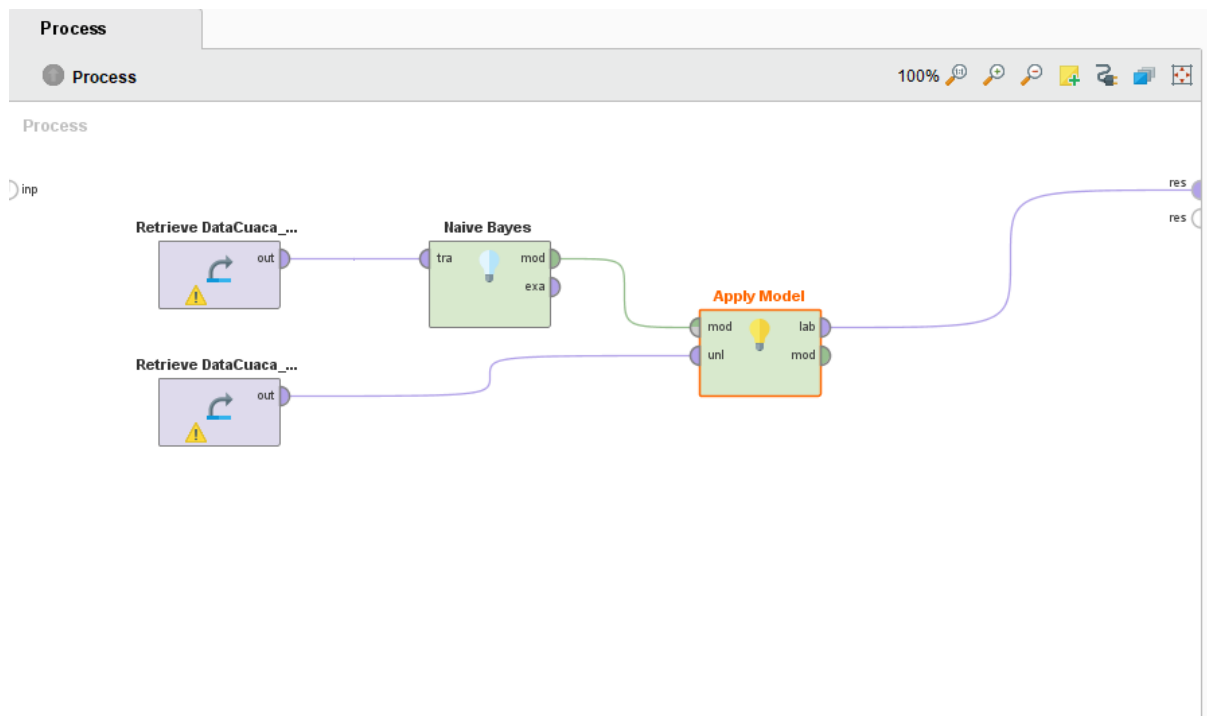 Process
Process
100%
Process
inp
res
res
Retrieve DataCuaca_...
out
Naive Bayes
tra
mod
exa
Apply Model
mod
lab
unl
mod
Retrieve DataCuaca_...
out